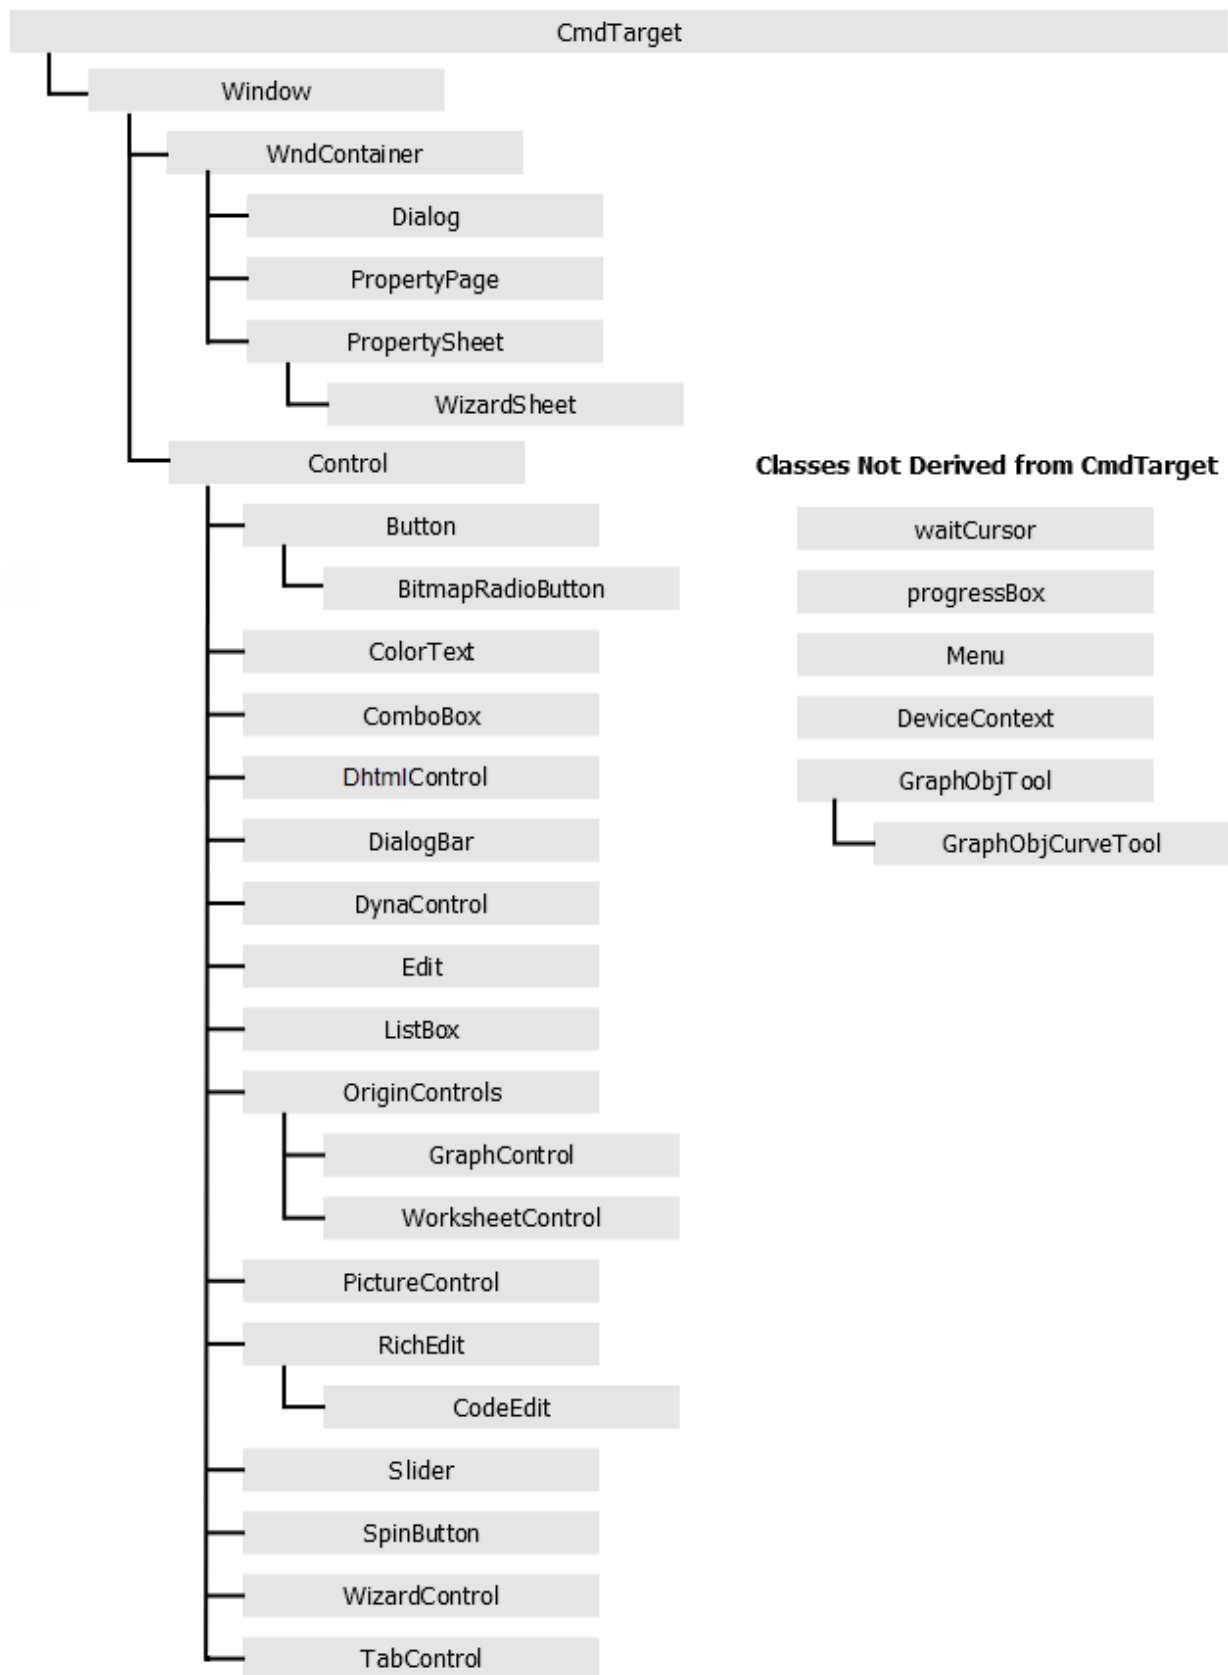 CmdTarget
Window
WndContainer
Dialog
PropertyPage
PropertySheet
WizardSheet
Control
Button
BitmapRadioButton
ColorText
ComboBox
DhtmlControl
DialogBar
DynaControl
Edit
ListBox
OriginControls
GraphControl
WorksheetControl
PictureControl
RichEdit
CodeEdit
Slider
SpinButton
WizardControl
TabControl
Classes Not Derived from CmdTarget
waitCursor
progressBox
Menu
DeviceContext
GraphObjTool
GraphObjCurveTool